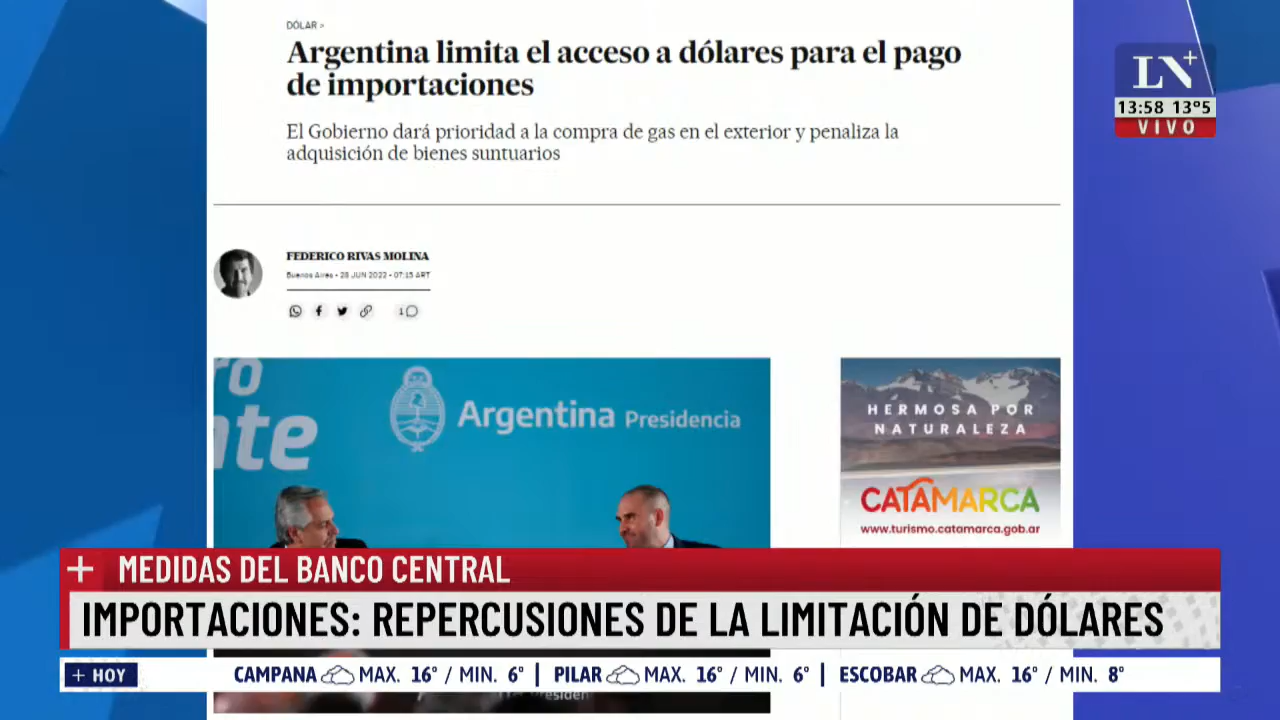 DÓLAR >
Argentina limita el acceso a dólares para el pago
de importaciones
El Gobierno dará prioridad a la compra de gas en el exterior y penaliza la
adquisición de bienes suntuarios
LN+
13:58 13°5
VIVO
FEDERICO RIVAS MOLINA
Buenos Aires - 28 JUN 2022 - 07:15 ART
1
ro
nte
Argentina Presidencia
HERMOSA POR
NATURALEZA
CATAMARCA
www.turismo.catamarca.gob.ar
+ MEDIDAS DEL BANCO CENTRAL
IMPORTACIONES: REPERCUSIONES DE LA LIMITACIÓN DE DÓLARES
+ HOY CAMPANA MAX. 16° / MIN. 6° | PILAR MAX. 16° / MIN. 6° | ESCOBAR MAX. 16° / MIN. 8°